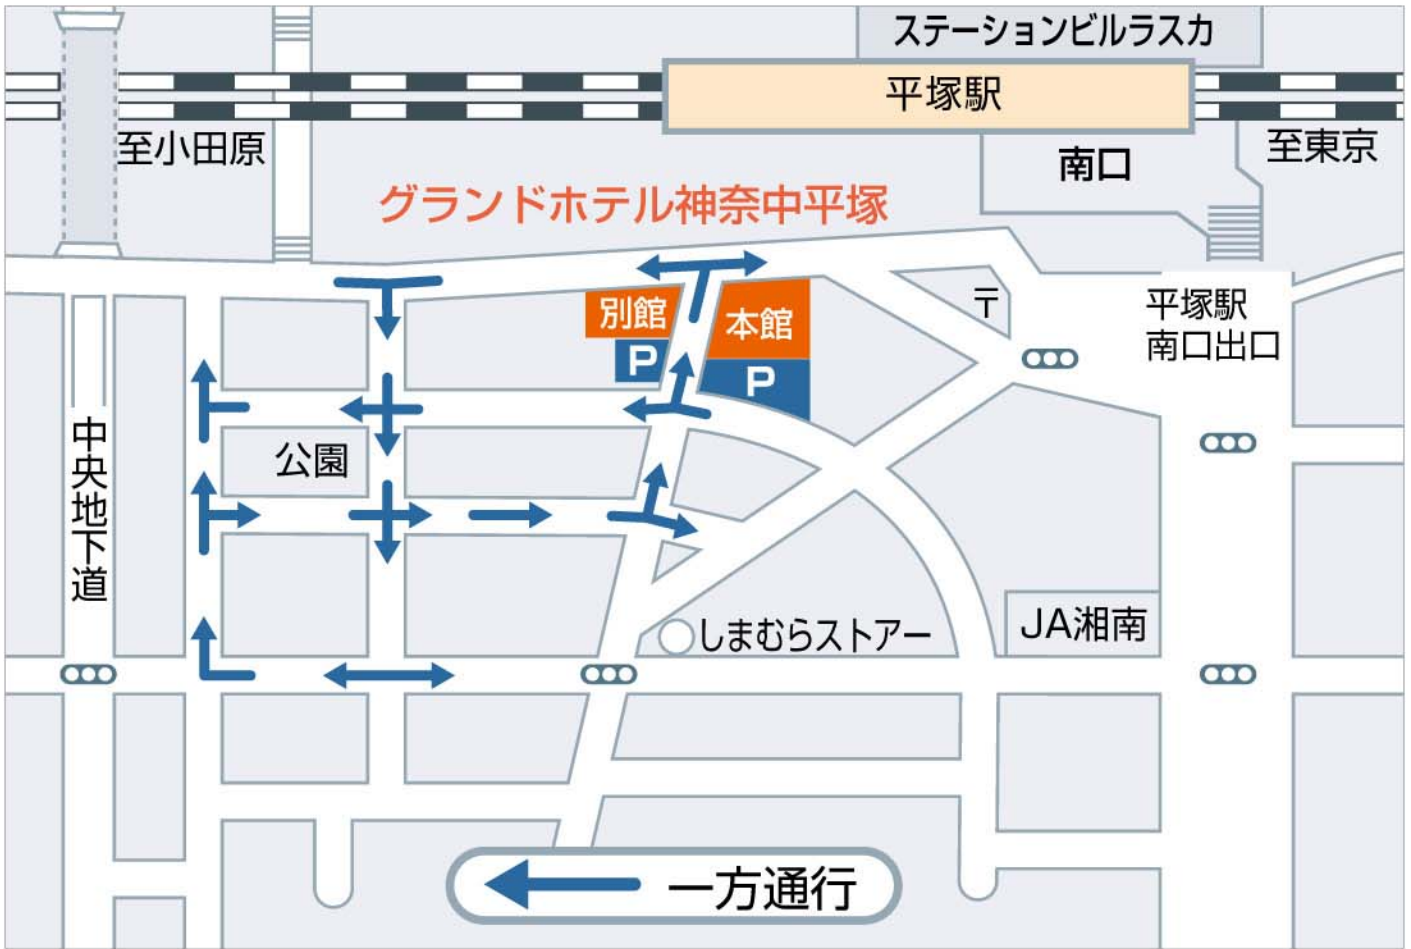 ステーションビルラスカ
平塚駅
至小田原
至東京
南口
グランドホテル神奈中平塚
別館
本館
P
P
〒
平塚駅
南口出口
中央地下道
公園
JA湘南
しまむらストアー
一方通行